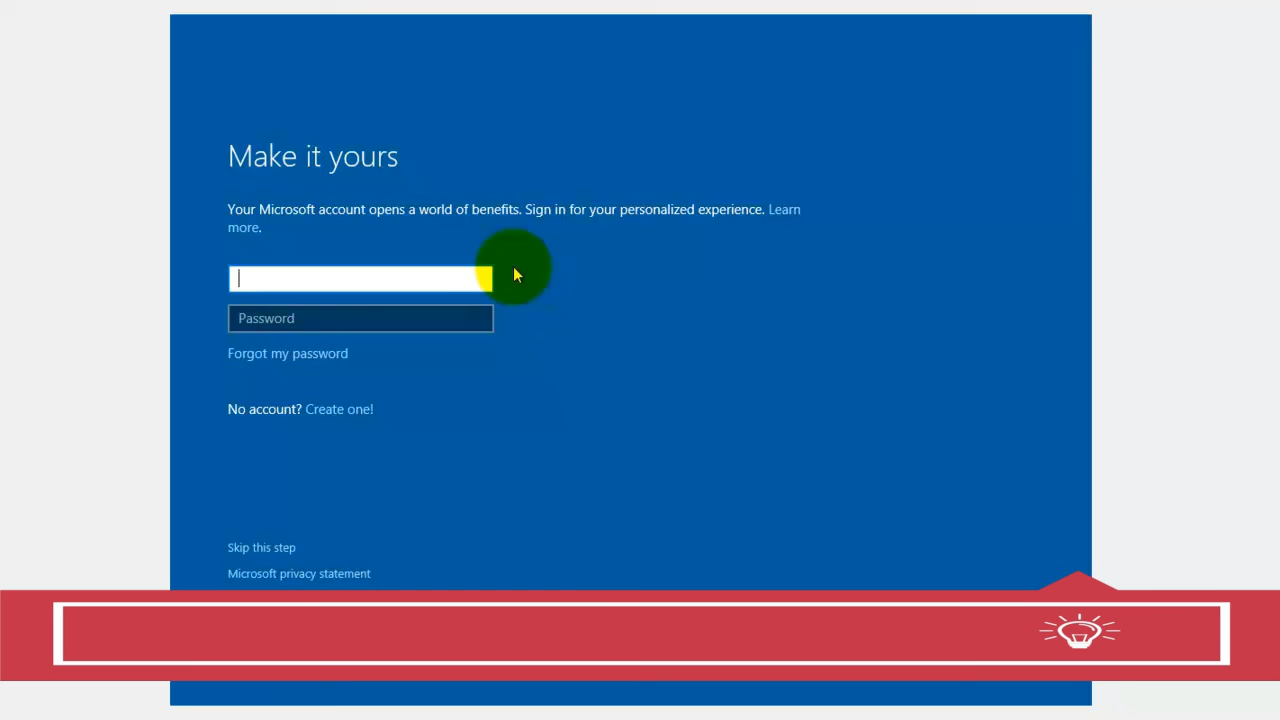 Make it yours
Your Microsoft account opens a world of benefits. Sign in for your personalized experience. Learn
more.
Password
Forgot my password
No account? Create one!
Skip this step
Microsoft privacy statement